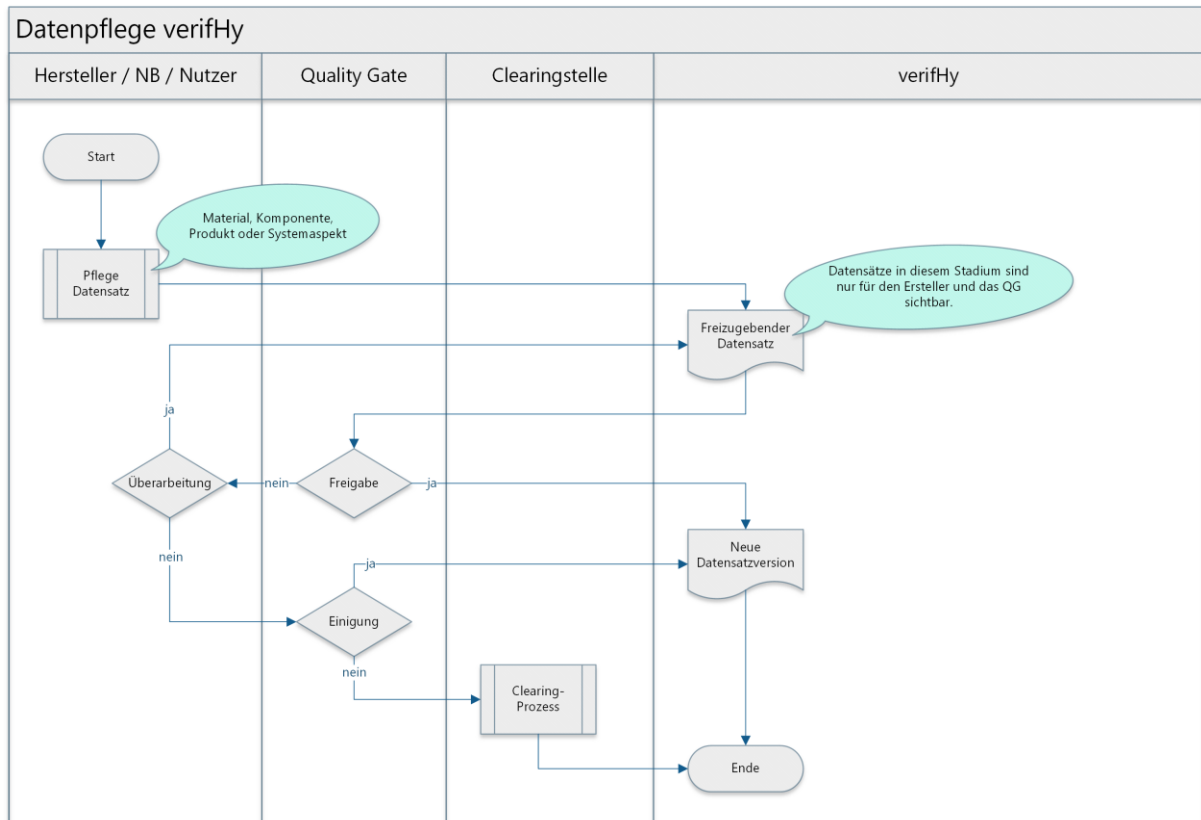 Datenpflege verifHy
Hersteller / NB / Nutzer
Quality Gate
Clearingstelle
verifHy
Start
Material, Komponente,
Produkt oder Systemaspekt
Pflege
Datensatz
Datensätze in diesem Stadium sind
nur für den Ersteller und das QG
sichtbar.
Freizugebender
Datensatz
ja
Überarbeitung
nein
Freigabe
ja
nein
Neue
Datensatzversion
ja
Einigung
nein
Clearing-
Prozess
Ende